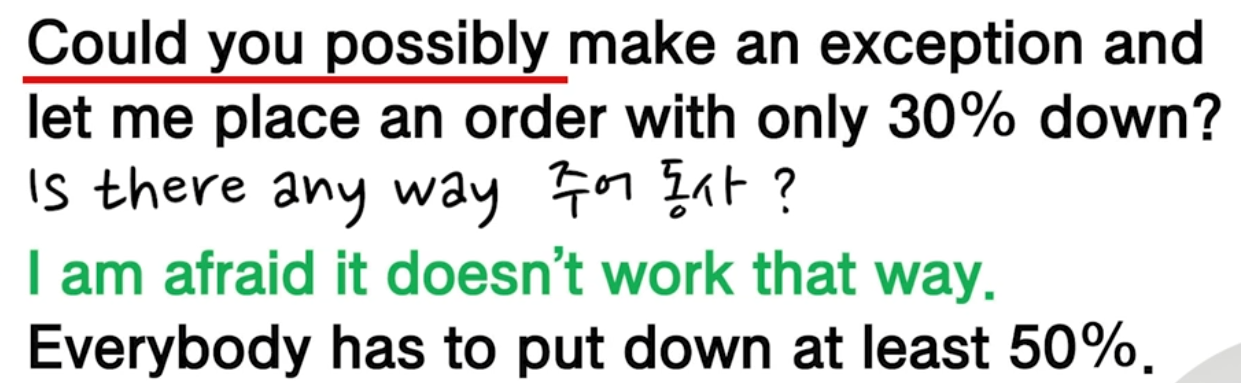 Could you possibly make an exception and
let me place an order with only 30% down?
Is there any way 주어 동사 ?
I am afraid it doesn't work that way.
Everybody has to put down at least 50%.